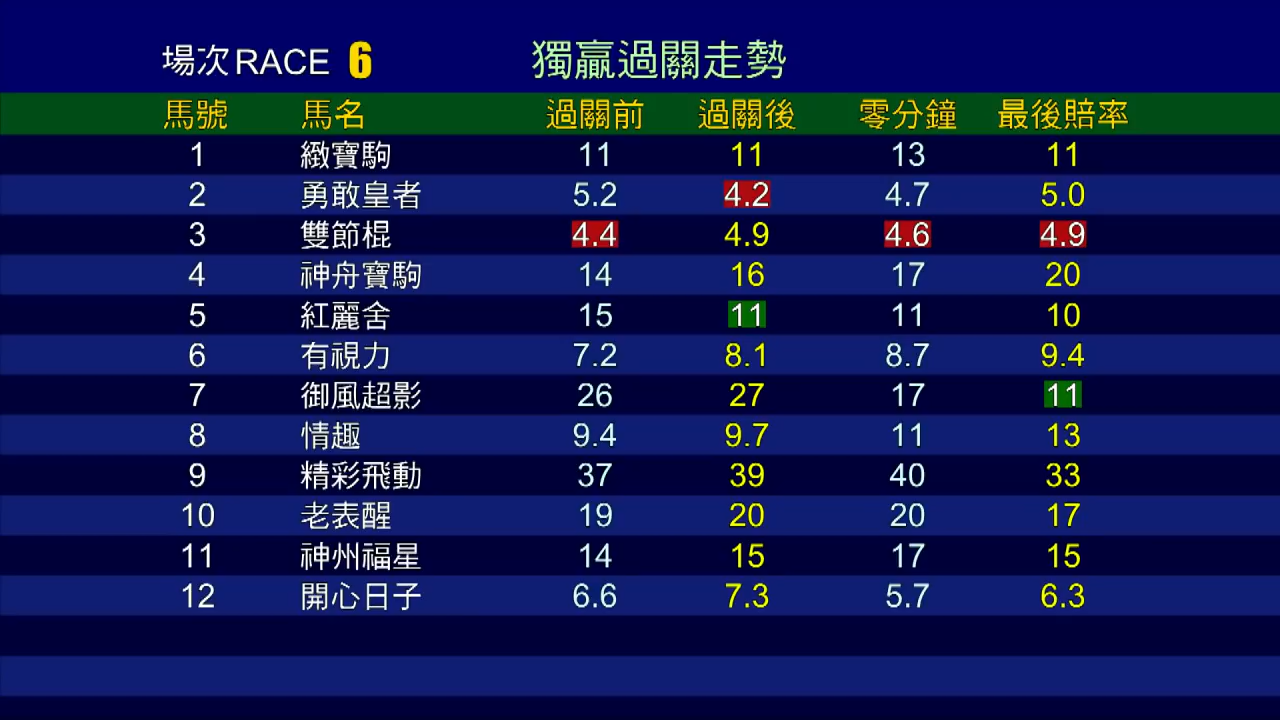 場次RACE 6 獨贏過關走勢
馬號 馬名 過關前 過關後 零分鐘 最後賠率
1 緻寶駒 11 11 13 11
2 勇敢皇者 5.2 4.2 4.7 5.0
3 雙節棍 4.4 4.9 4.6 4.9
4 神舟寶駒 14 16 17 20
5 紅麗舍 15 11 11 10
6 有視力 7.2 8.1 8.7 9.4
7 御風超影 26 27 17 11
8 情趣 9.4 9.7 11 13
9 精彩飛動 37 39 40 33
10 老表醒 19 20 20 17
11 神州福星 14 15 17 15
12 開心日子 6.6 7.3 5.7 6.3